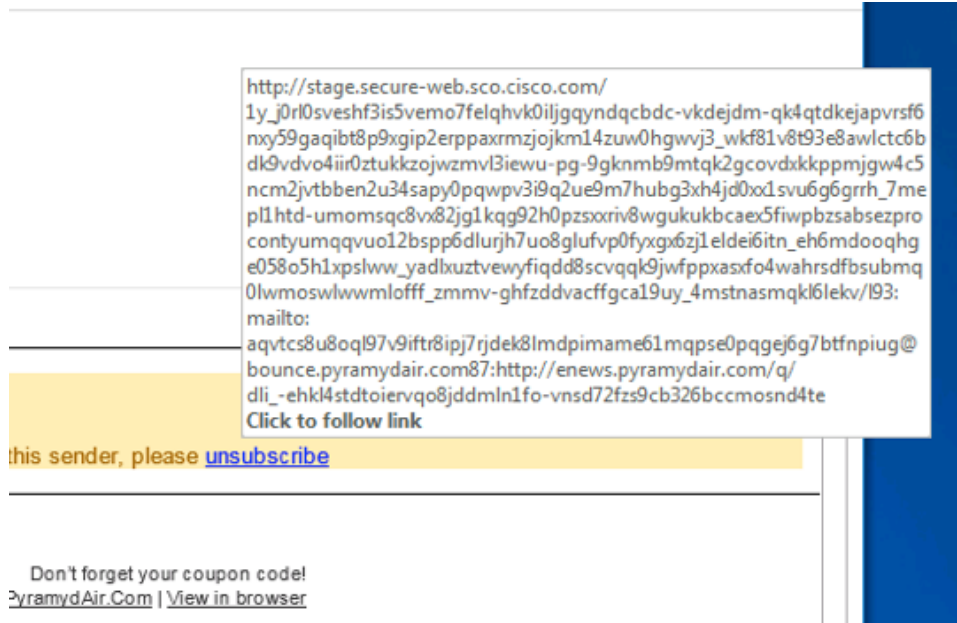 http://stage.secure-web.sco.cisco.com/
1y_j0rl0sveshf3is5vemo7felqhvk0iljgqyndqcbdc-vkdejdm-qk4qtdkejapvrsf6
nxy59gaqibt8p9xgip2erppaxrmzjojkm14zuw0hgwvj3_wkf81v8t93e8awlctc6b
dk9vdvo4iir0ztukkzojwzmvl3iewu-pg-9gknmb9mtqk2gcovdxkkppmjgw4c5
ncm2jvtbben2u34sapy0pqwpv3i9q2ue9m7hubg3xh4jd0xx1svu6g6grrh_7me
pl1htd-umomsqc8vx82jg1kqg92h0pzsxxriv8wgukukbcaex5fiwpbzsabsezpro
contyumqqvuo12bspp6dlurjh7uo8glufvp0fyxgx6zj1eldei6itn_eh6mdooqhg
e058o5h1xpslww_yadlxuztvewyfiqdd8scvqqk9jwfppxasxfo4wahrsdfbsubmq
0lwmoswlwwmlofff_zmmv-ghfzddvacffgca19uy_4mstnasmqkl6lekv/l93:
mailto:
aqvtcs8u8oql97v9iftr8ipj7rjdek8lmdpimame61mqpse0pqgej6g7btfnpiug@
bounce.pyramydair.com87:http://enews.pyramydair.com/q/
dli_-ehkl4stdtoiervqo8jddmln1fo-vnsd72fzs9cb326bccmosnd4te
Click to follow link
this sender, please unsubscribe
Don't forget your coupon code!
PyramydAir.Com | View in browser